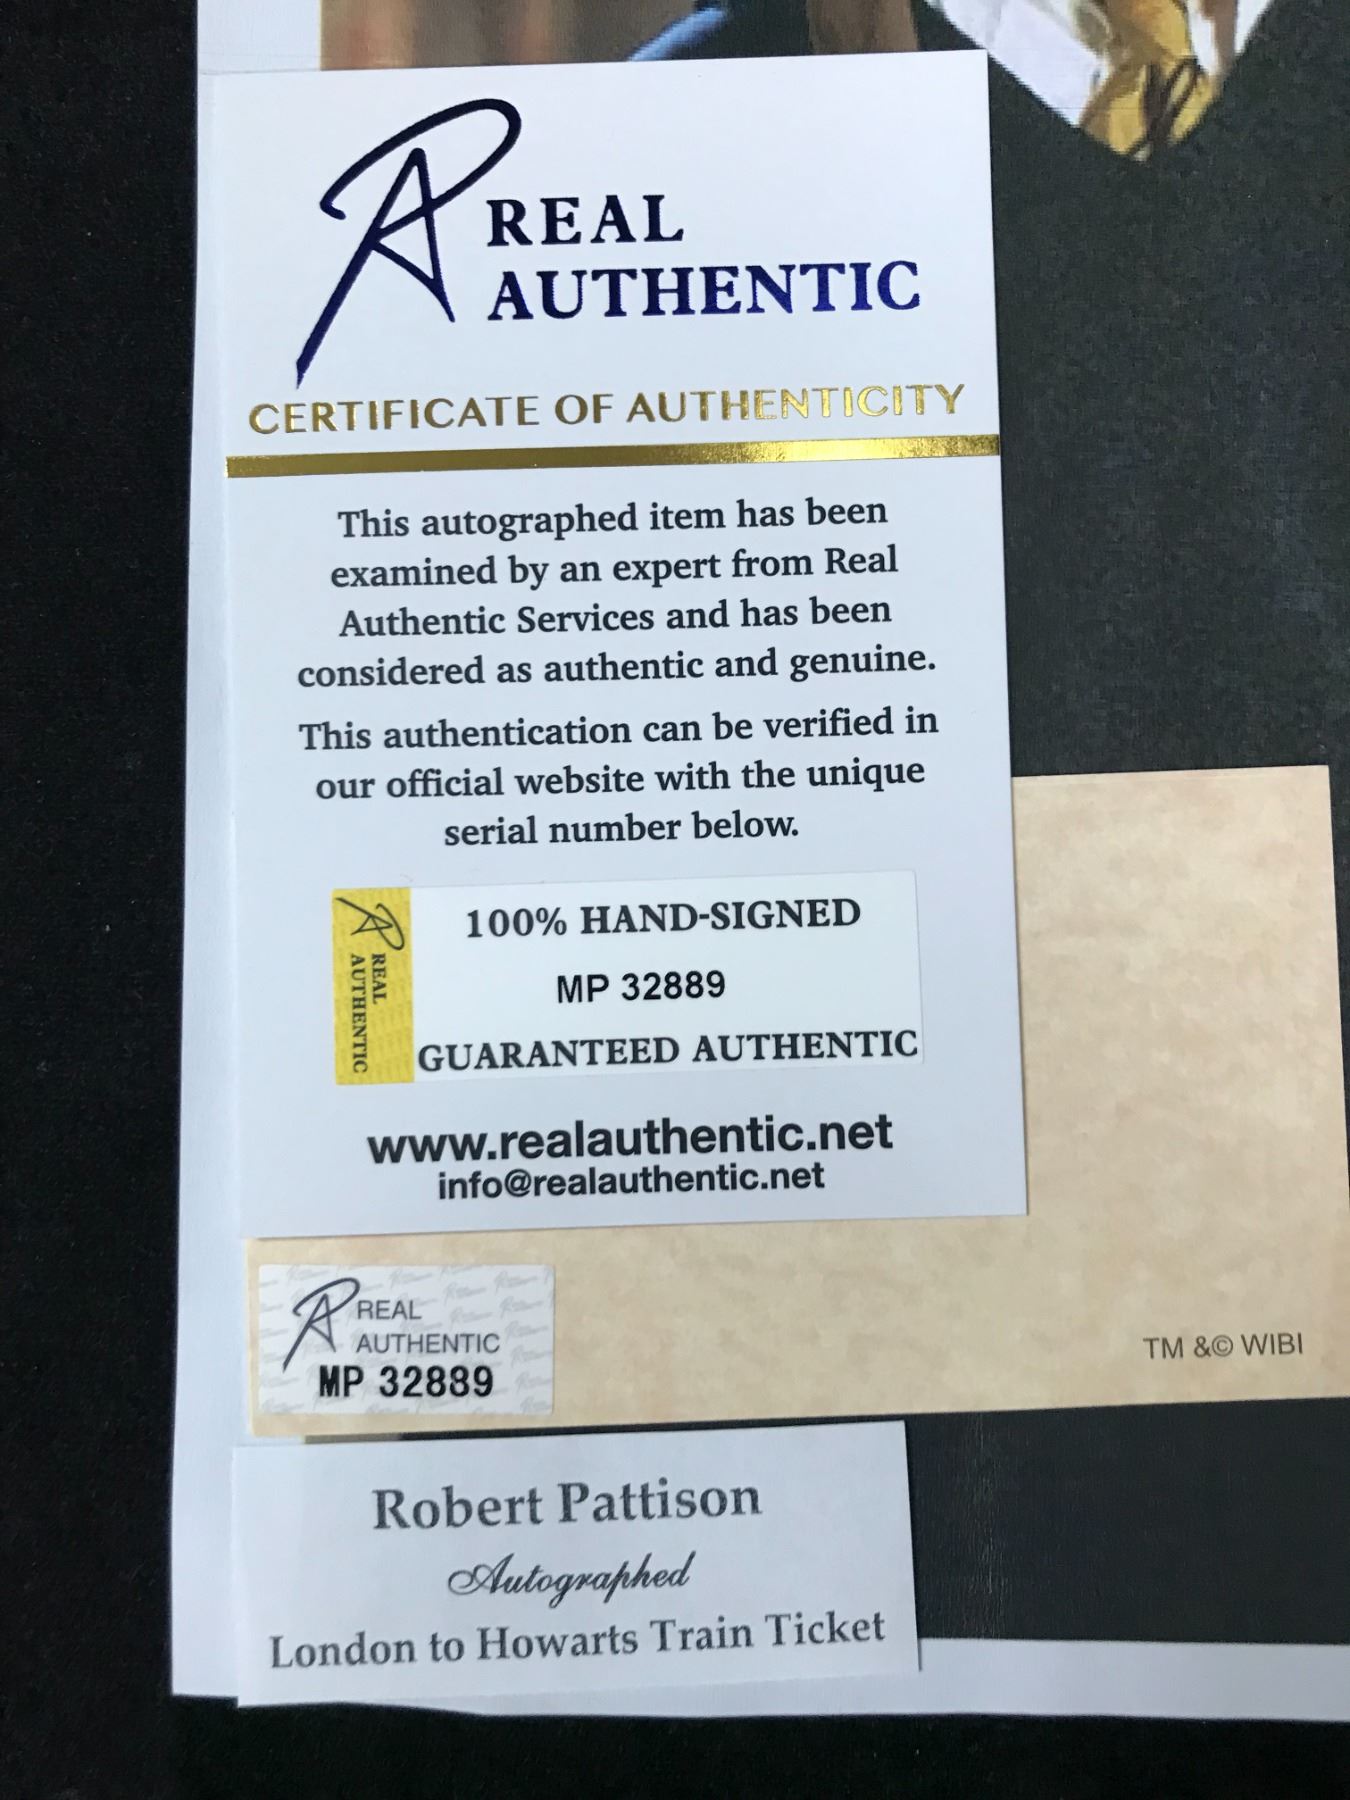 REAL
AUTHENTIC
CERTIFICATE OF AUTHENTICITY
This autographed item has been
examined by an expert from Real
Authentic Services and has been
considered as authentic and genuine.
This authentication can be verified in
our official website with the unique
serial number below.
REAL
AUTHENTIC
100% HAND-SIGNED
MP 32889
GUARANTEED AUTHENTIC
www.realauthentic.net
info@realauthentic.net
REAL
AUTHENTIC
MP 32889
TM &© WIBI
Robert Pattison
Autographed
London to Howarts Train Ticket